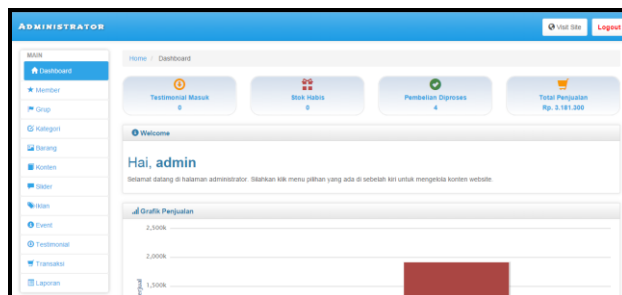 ADMINISTRATOR
Visit Site
Logout
MAIN
Dashboard
Member
Grup
Kategori
Barang
Konten
Slider
Iklan
Event
Testimonial
Transaksi
Laporan
Home / Dashboard
Testimonial Masuk
0
Stok Habis
0
Pembelian Diproses
4
Total Penjualan
Rp. 3.181.300
Welcome
Hai, admin
Selamat datang di halaman administrator. Silahkan klik menu pilihan yang ada di sebelah kiri untuk mengelola konten website.
Grafik Penjualan
2,500k
2,000k
1,500k